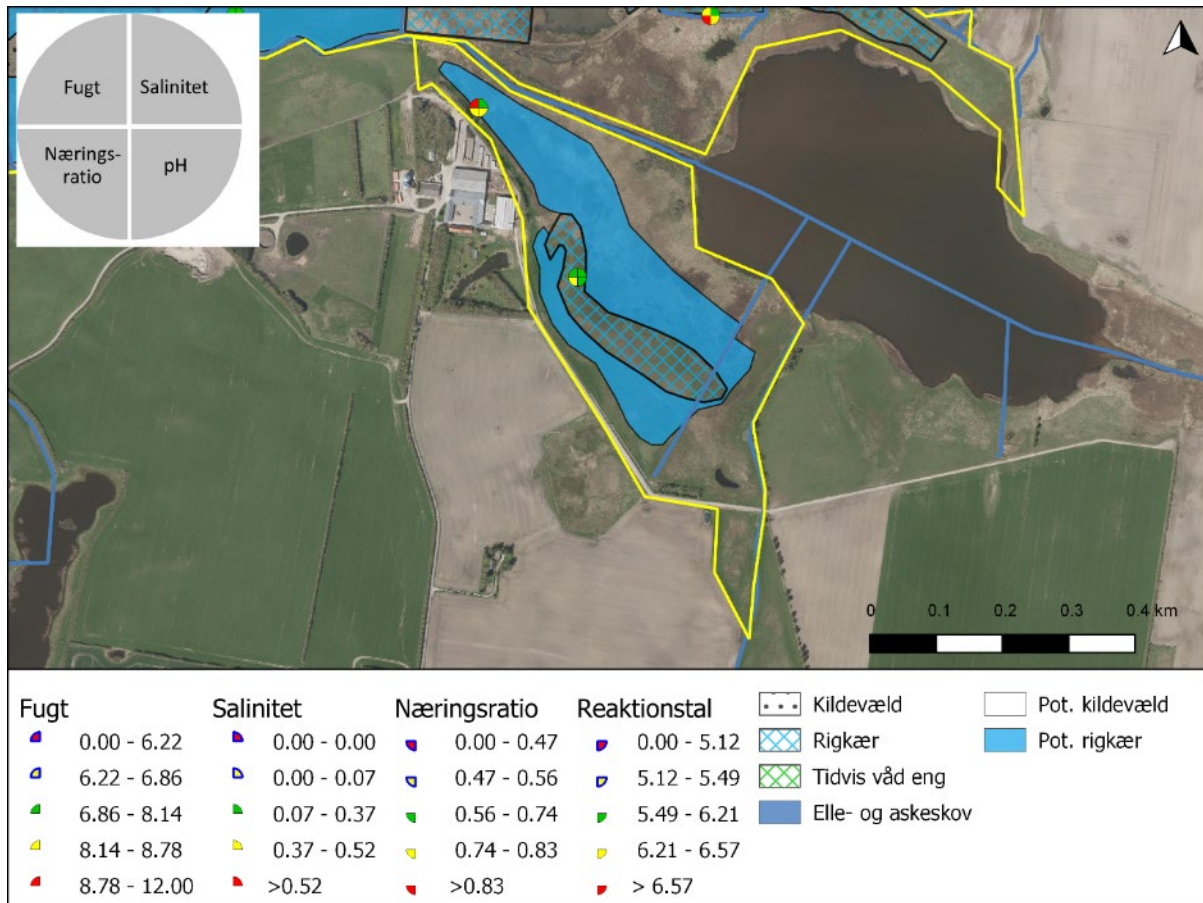 Fugt Salinitet
Nærings-
ratio pH
0 0.1 0.2 0.3 0.4 km
Fugt
0.00 - 6.22
6.22 - 6.86
6.86 - 8.14
8.14 - 8.78
8.78 - 12.00
Salinitet
0.00 - 0.00
0.00 - 0.07
0.07 - 0.37
0.37 - 0.52
>0.52
Næringsratio
0.00 - 0.47
0.47 - 0.56
0.56 - 0.74
0.74 - 0.83
>0.83
Reaktionstal
0.00 - 5.12
5.12 - 5.49
5.49 - 6.21
6.21 - 6.57
> 6.57
Kildevæld
Rigkær
Tidvis våd eng
Elle- og askeskov
Pot. kildevæld
Pot. rigkær